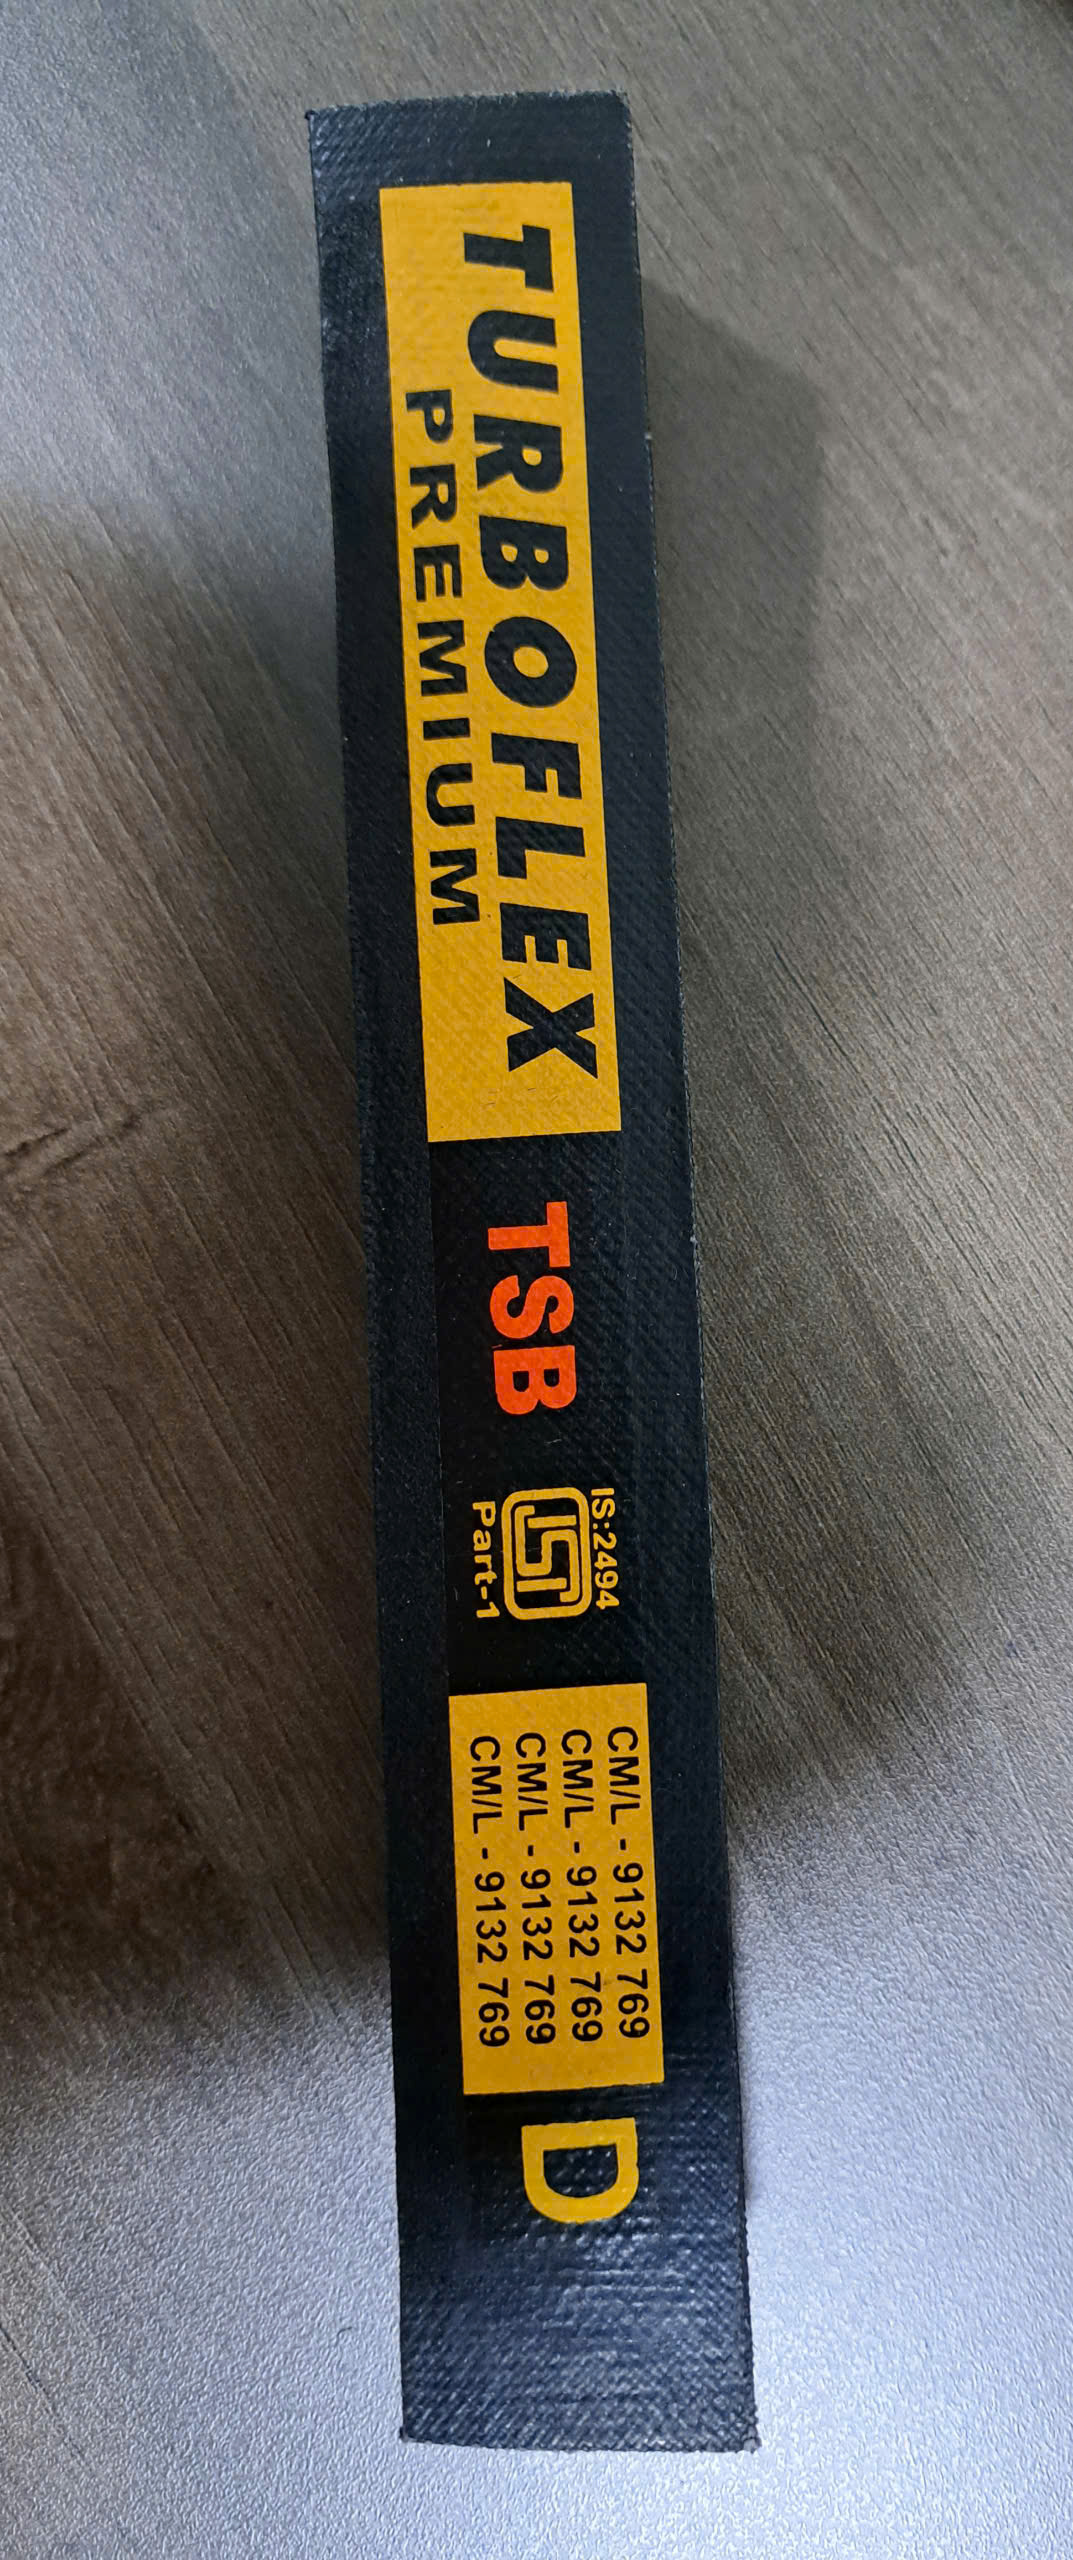 TURBOFLEX
PREMIUM
TSB
IS:2494
ISI
Part-1
CM/L - 9132 769
CM/L - 9132 769
CM/L - 9132 769
CM/L - 9132 769
D